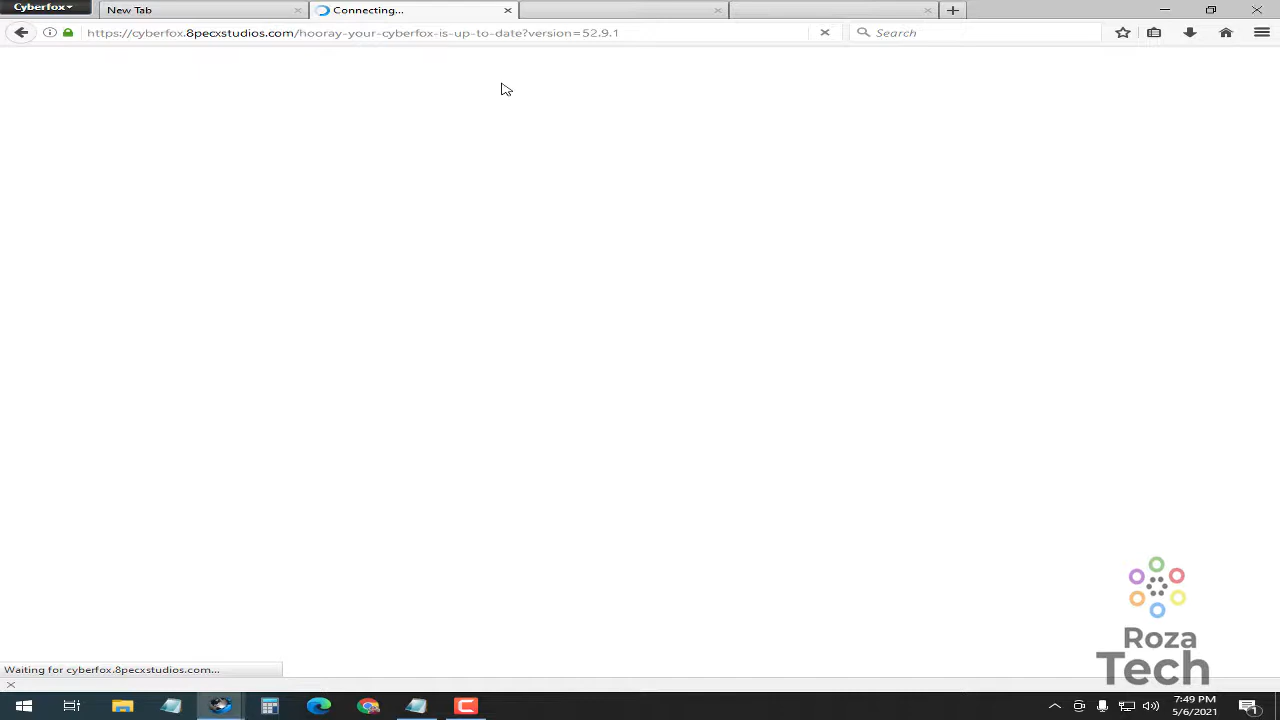 Cyberfox
New Tab
Connecting...
https://cyberfox.8pecxstudios.com/hooray-your-cyberfox-is-up-to-date?version=52.9.1
Search
Roza
Tech
Waiting for cyberfox.8pecxstudios.com...
7:49 PM
5/6/2021
1